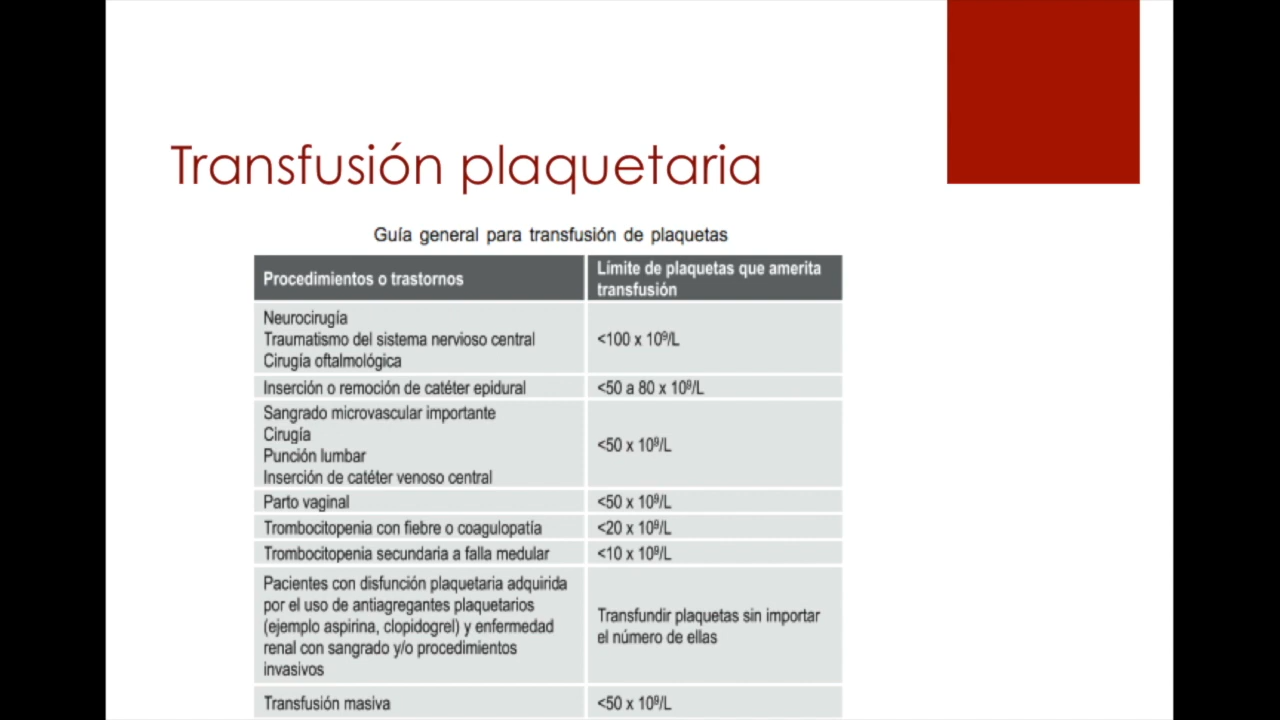 Transfusión plaquetaria
Guía general para transfusión de plaquetas
Procedimientos o trastornos
Límite de plaquetas que amerita
transfusión
Neurocirugía
Traumatismo del sistema nervioso central
Cirugía oftalmológica
<100 x 10⁹/L
Inserción o remoción de catéter epidural
<50 a 80 x 10⁹/L
Sangrado microvascular importante
Cirugía
Punción lumbar
Inserción de catéter venoso central
<50 x 10⁹/L
Parto vaginal
<50 x 10⁹/L
Trombocitopenia con fiebre o coagulopatía
<20 x 10⁹/L
Trombocitopenia secundaria a falla medular
<10 x 10⁹/L
Pacientes con disfunción plaquetaria adquirida
por el uso de antiagregantes plaquetarios
(ejemplo aspirina, clopidogrel) y enfermedad
renal con sangrado y/o procedimientos
invasivos
Transfundir plaquetas sin importar
el número de ellas
Transfusión masiva
<50 x 10⁹/L